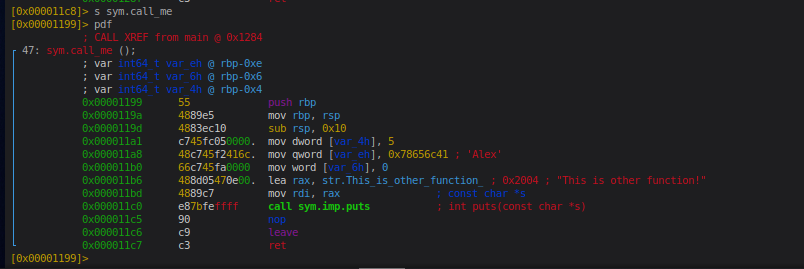 [0x000011c8]> s sym.call_me
[0x00001199]> pdf
; CALL XREF from main @ 0x1284
47: sym.call_me ();
; var int64_t var_eh @ rbp-0xe
; var int64_t var_6h @ rbp-0x6
; var int64_t var_4h @ rbp-0x4
0x00001199 55 push rbp
0x0000119a 4889e5 mov rbp, rsp
0x0000119d 4883ec10 sub rsp, 0x10
0x000011a1 c745fc050000. mov dword [var_4h], 5
0x000011a8 48c745f2416c. mov qword [var_eh], 0x78656c41 ; 'Alex'
0x000011b0 66c745fa0000 mov word [var_6h], 0
0x000011b6 488d05470e00. lea rax, str.This_is_other_function_ ; 0x2004 ; "This is other function!"
0x000011bd 4889c7 mov rdi, rax ; const char *s
0x000011c0 e87bfeffff call sym.imp.puts ; int puts(const char *s)
0x000011c5 90 nop
0x000011c6 c9 leave
0x000011c7 c3 ret
[0x00001199]>